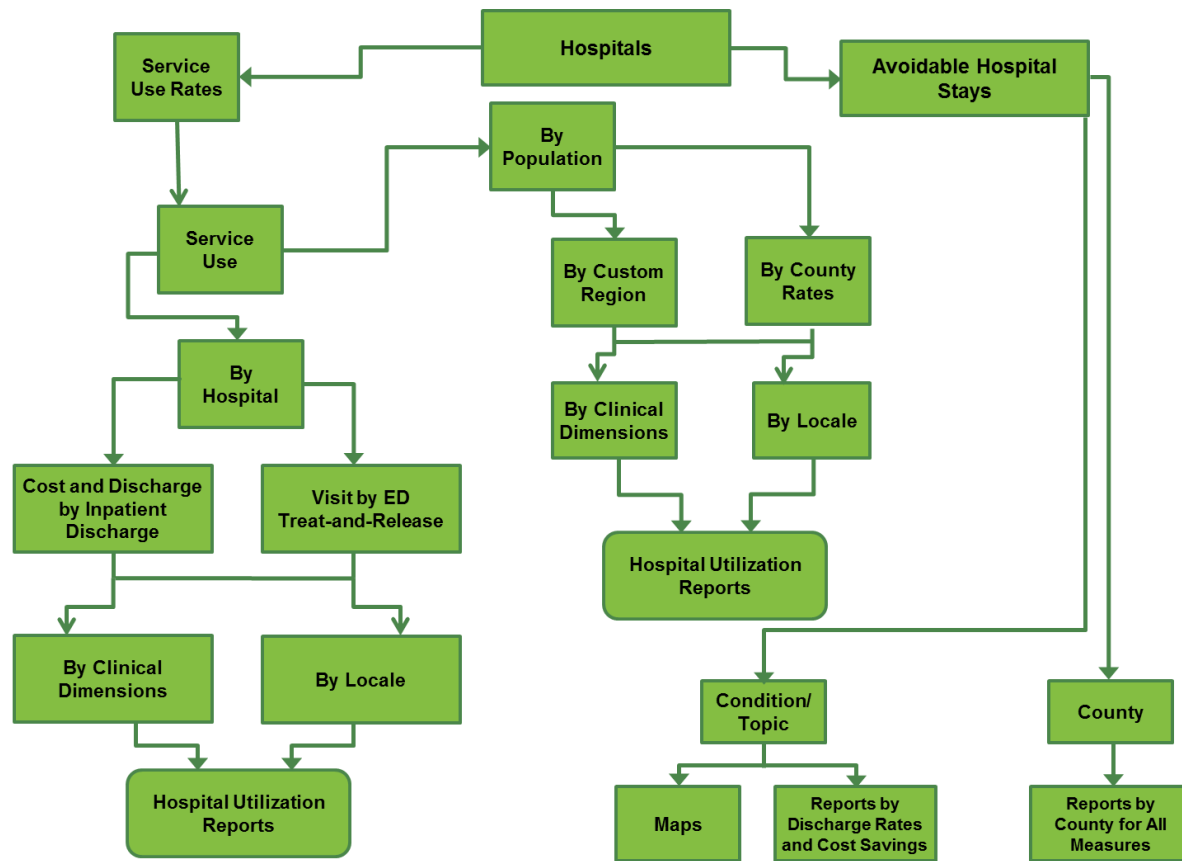 Hospitals
Service
Use Rates
Avoidable Hospital
Stays
By
Population
Service
Use
By Custom
Region
By County
Rates
By
Hospital
By Clinical
Dimensions
By Locale
Cost and Discharge
by Inpatient
Discharge
Visit by ED
Treat-and-Release
Hospital Utilization
Reports
By Clinical
Dimensions
By Locale
Condition/
Topic
County
Hospital Utilization
Reports
Maps
Reports by
Discharge Rates
and Cost Savings
Reports by
County for All
Measures